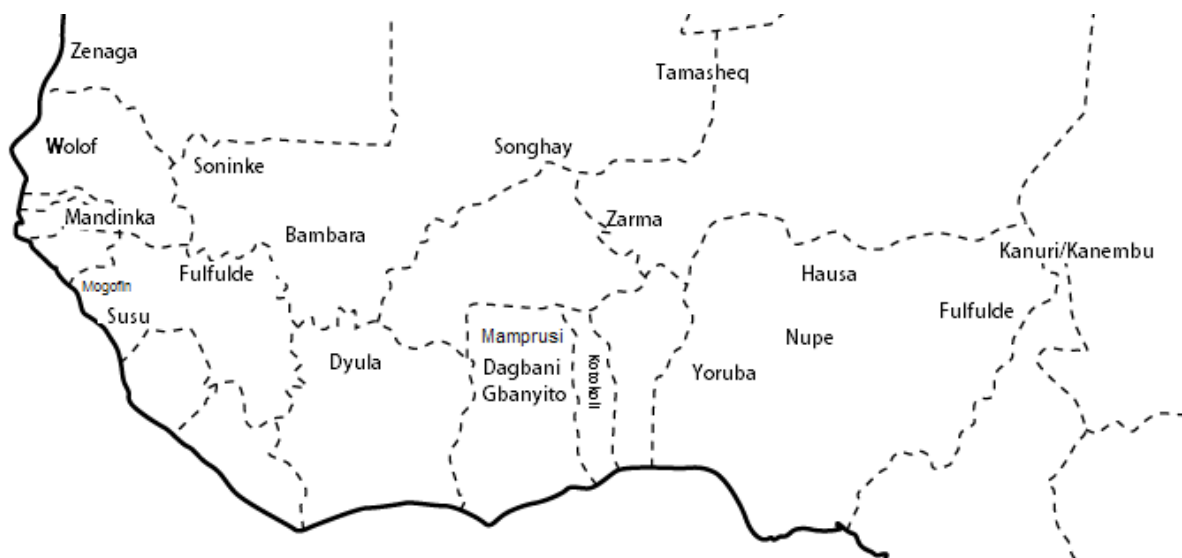 Zenaga
Tamasheq
Wolof
Songhay
Soninke
Mandinka
Zarma
Bambara
Kanuri/Kanembu
Fulfulde
Hausa
Mogofin
Fulfulde
Susu
Mamprusi
Nupe
Dyula
Dagbani
Kotokoli
Yoruba
Gbanyito